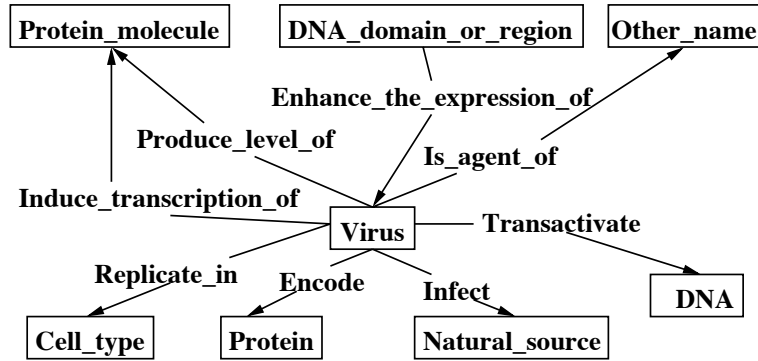 Protein_molecule
DNA_domain_or_region
Other_name
Enhance_the_expression_of
Produce_level_of
Is_agent_of
Induce_transcription_of
Virus
Transactivate
Replicate_in
Encode
Infect
DNA
Cell_type
Protein
Natural_source